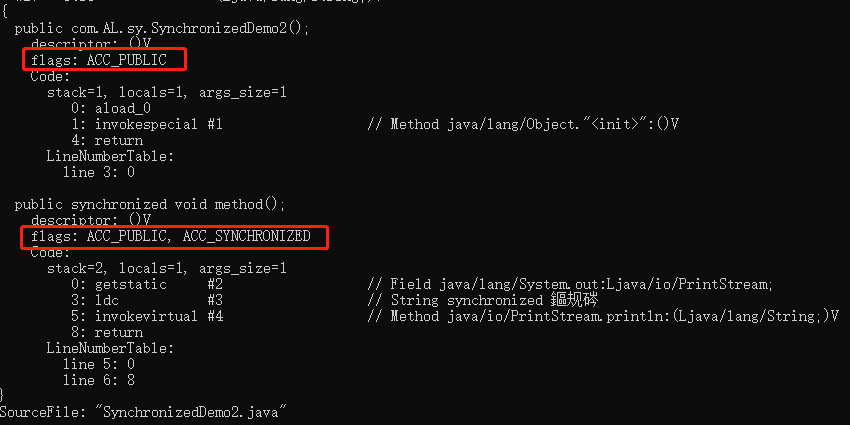 {
  public com.AL.sy.SynchronizedDemo2();
    descriptor: ()V
    flags: ACC_PUBLIC
    Code:
      stack=1, locals=1, args_size=1
         0: aload_0
         1: invokespecial #1                  // Method java/lang/Object."<init>":()V
         4: return
      LineNumberTable:
        line 3: 0

  public synchronized void method();
    descriptor: ()V
    flags: ACC_PUBLIC, ACC_SYNCHRONIZED
    Code:
      stack=2, locals=1, args_size=1
         0: getstatic     #2                  // Field java/lang/System.out:Ljava/io/PrintStream;
         3: ldc           #3                  // String synchronized 鏂规硶
         5: invokevirtual #4                  // Method java/io/PrintStream.println:(Ljava/lang/String;)V
         8: return
      LineNumberTable:
        line 5: 0
        line 6: 8
}
SourceFile: "SynchronizedDemo2.java"